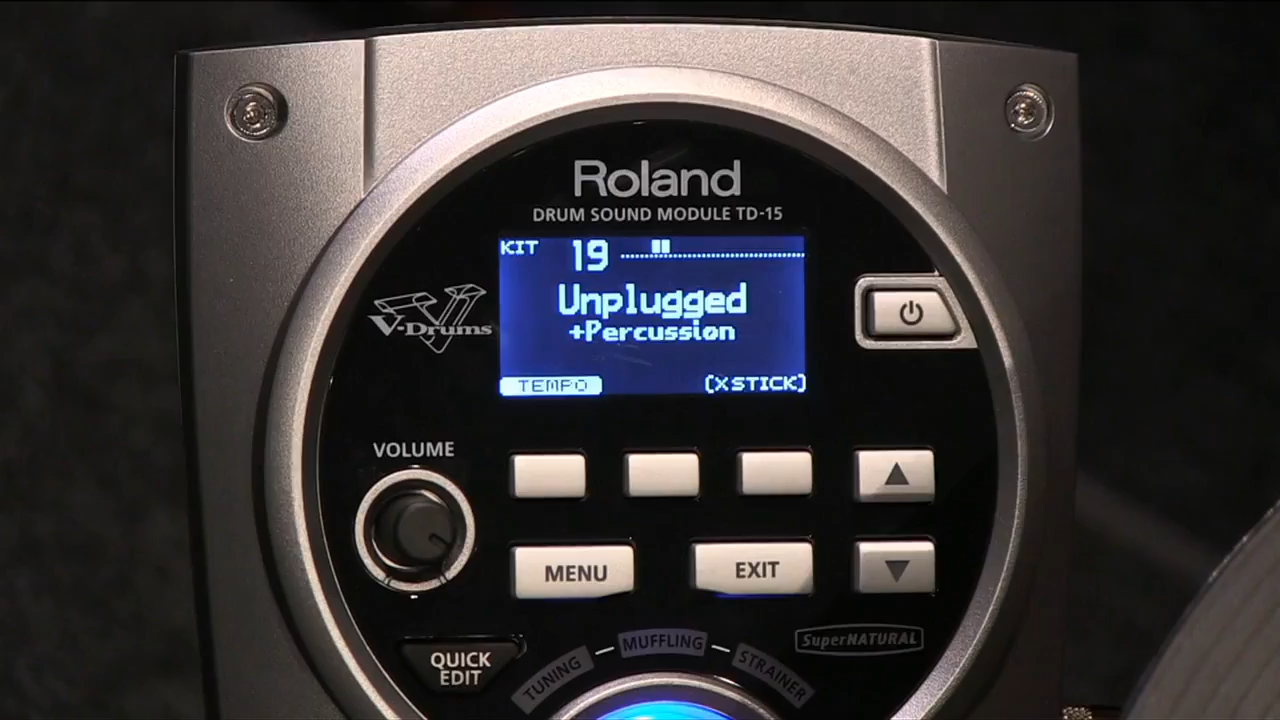 Roland
DRUM SOUND MODULE TD-15
KIT 19
Unplugged
+Percussion
TEMPO [XSTICK]
V-Drums
VOLUME
MENU EXIT
QUICK
EDIT
TUNING MUFFLING STRAINER
SuperNATURAL